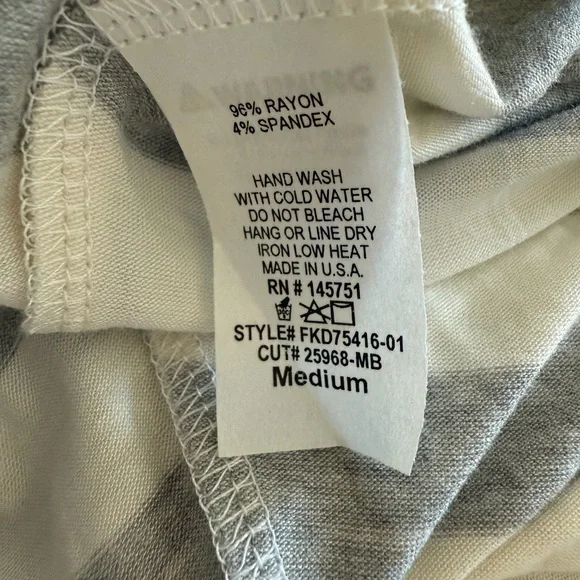 WARNING
96% RAYON
4% SPANDEX
HAND WASH
WITH COLD WATER
DO NOT BLEACH
HANG OR LINE DRY
IRON LOW HEAT
MADE IN U.S.A.
RN # 145751
STYLE# FKD75416-01
CUT# 25968-MB
Medium